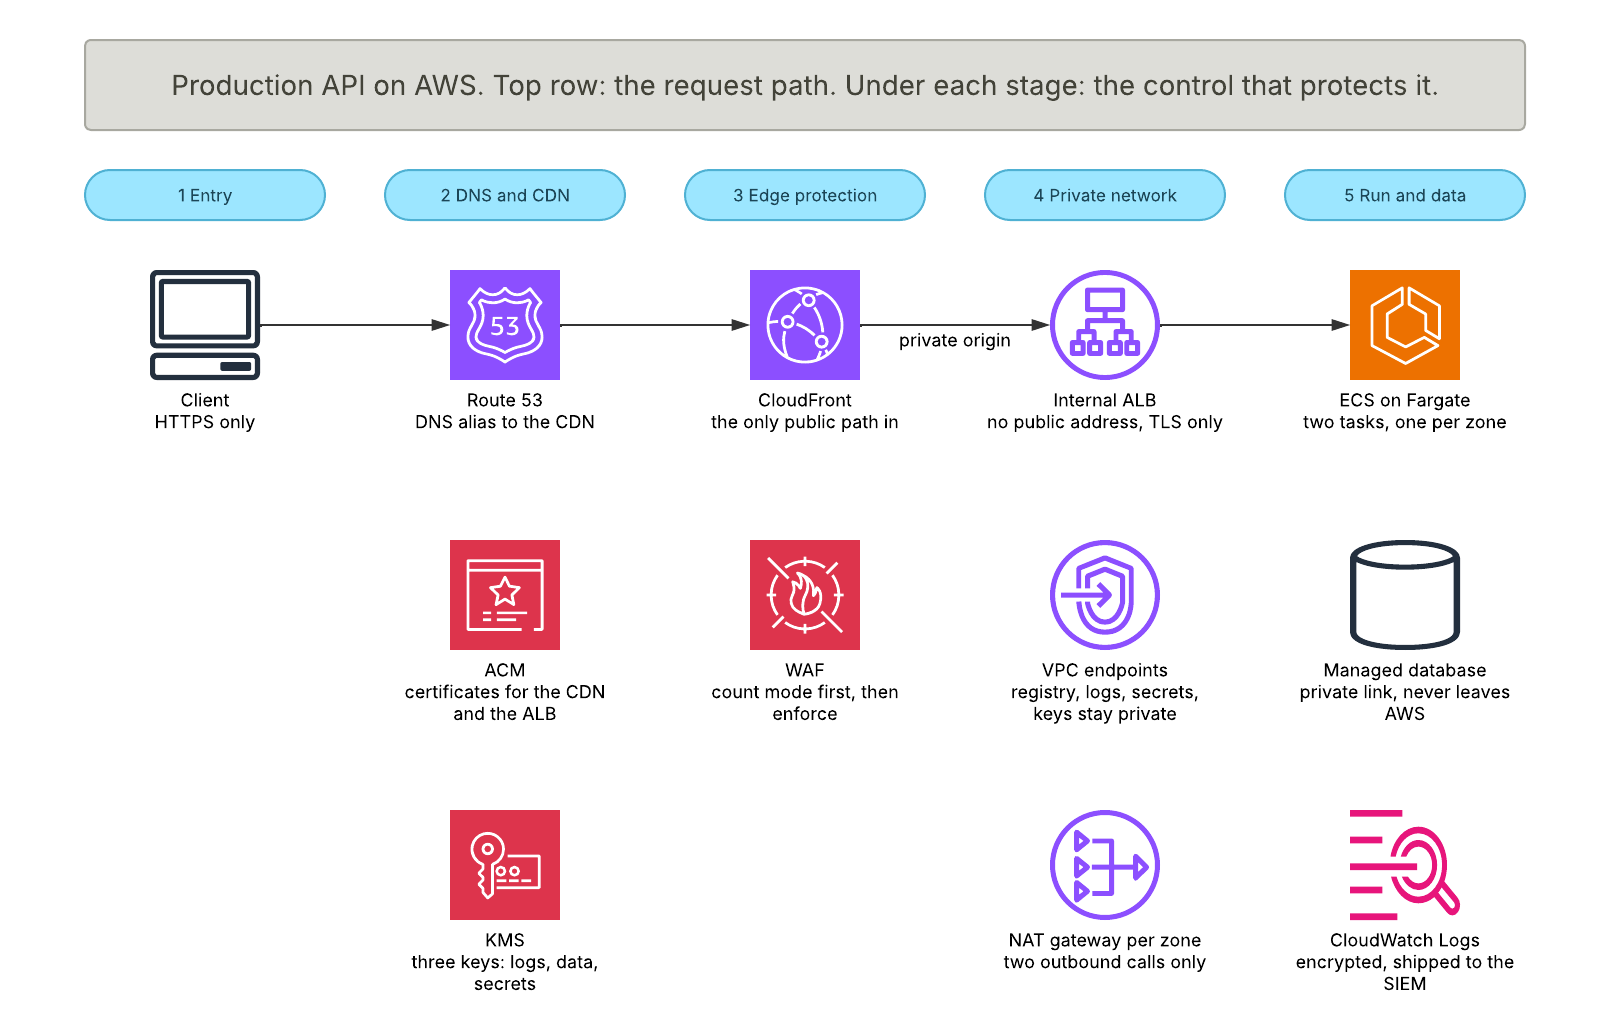 Production API on AWS. Top row: the request path. Under each stage: the control that protects it.
1 Entry
2 DNS and CDN
3 Edge protection
4 Private network
5 Run and data
53
private origin
Client
HTTPS only
Route 53
DNS alias to the CDN
CloudFront
the only public path in
Internal ALB
no public address, TLS only
ECS on Fargate
two tasks, one per zone
ACM
certificates for the CDN
and the ALB
WAF
count mode first, then
enforce
VPC endpoints
registry, logs, secrets,
keys stay private
Managed database
private link, never leaves
AWS
KMS
three keys: logs, data,
secrets
NAT gateway per zone
two outbound calls only
CloudWatch Logs
encrypted, shipped to the
SIEM